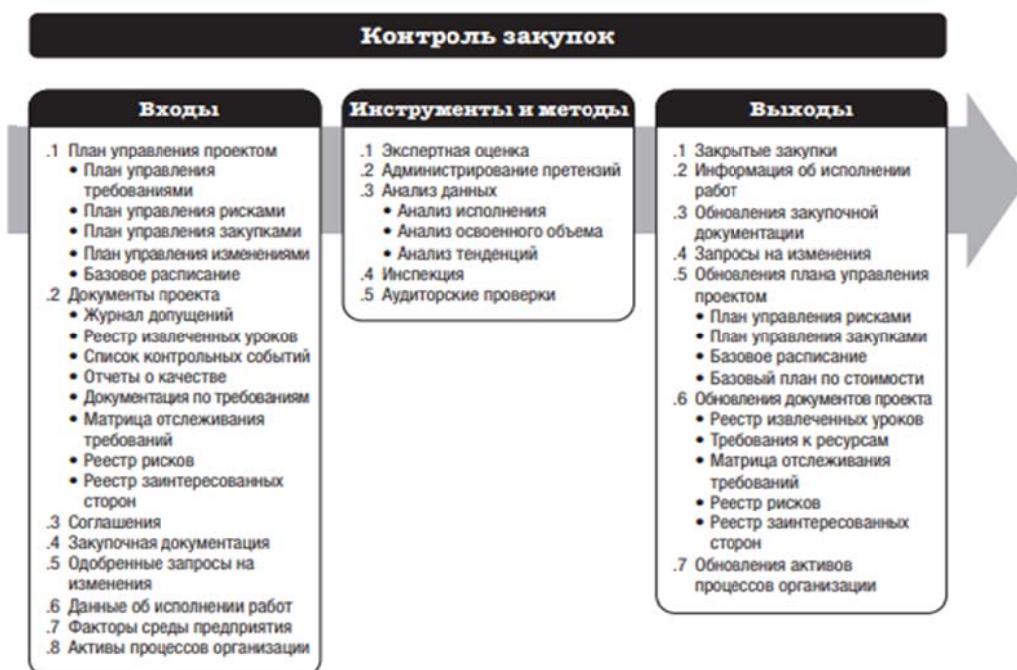 Контроль закупок
Входы
.1 План управления проектом
• План управления
требованиями
• План управления рисками
• План управления закупками
• План управления изменениями
• Базовое расписание
.2 Документы проекта
• Журнал допущений
• Реестр извлеченных уроков
• Список контрольных событий
• Отчеты о качестве
• Документация по требованиям
• Матрица отслеживания
требований
• Реестр рисков
• Реестр заинтересованных
сторон
.3 Соглашения
.4 Закупочная документация
.5 Одобренные запросы на
изменения
.6 Данные об исполнении работ
.7 Факторы среды предприятия
.8 Активы процессов организации
Инструменты и методы
.1 Экспертная оценка
.2 Администрирование претензий
.3 Анализ данных
• Анализ исполнения
• Анализ освоенного объема
• Анализ тенденций
.4 Инспекция
.5 Аудиторские проверки
Выходы
.1 Закрытые закупки
.2 Информация об исполнении
работ
.3 Обновления закупочной
документации
.4 Запросы на изменения
.5 Обновления плана управления
проектом
• План управления рисками
• План управления закупками
• Базовое расписание
• Базовый план по стоимости
.6 Обновления документов проекта
• Реестр извлеченных уроков
• Требования к ресурсам
• Матрица отслеживания
требований
• Реестр рисков
• Реестр заинтересованных
сторон
.7 Обновления активов
процессов организации